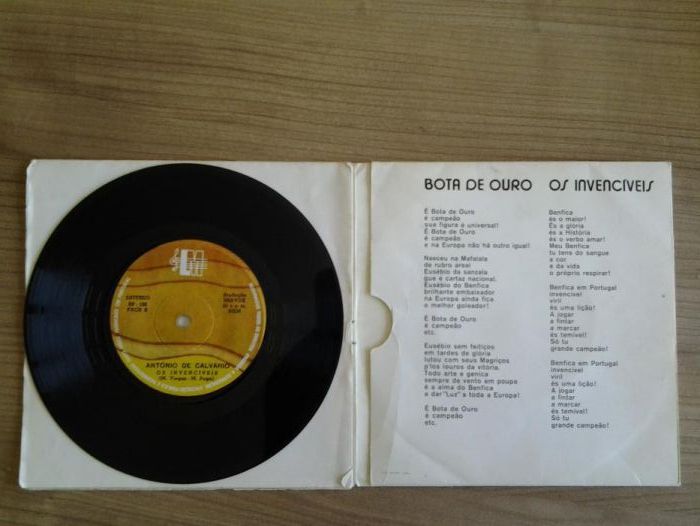 ESTEREO
FACE B
ANTÓNIO DE CALVÁRIO
OS INVENCÍVEIS
BOTA DE OURO
É Bota de Ouro
é campeão
sua figura é universal!
É Bota de Ouro
é campeão
e na Europa não há outro igual!
Nasceu na Mafalala
de rubro areal
Eusébio da sanzala
que é cartaz nacional.
Eusébio do Benfica
brilhante embaixador
na Europa ainda fica
o melhor goleador!
É Bota de Ouro
é campeão
etc.
Eusébio sem feitiços
em tardes de glória
lutou com seus Magriços
p'los louros da vitória.
Todo arte e genica
sempre de vento em poupa
é a alma do Benfica
a dar "Luz" a toda a Europa!
É Bota de Ouro
é campeão
etc.
OS INVENCÍVEIS
Benfica
és o maior!
És a glória
és a História
és o verbo amar!
Meu Benfica
tu tens do sangue
a cor
e da vida
o próprio respirar!
Benfica em Portugal
invencível
viril
és uma lição!
A jogar
a fintar
a marcar
és temível!
Só tu
grande campeão!
Benfica em Portugal
invencível
viril
és uma lição!
A jogar
a fintar
a marcar
és temível!
Só tu
grande campeão!